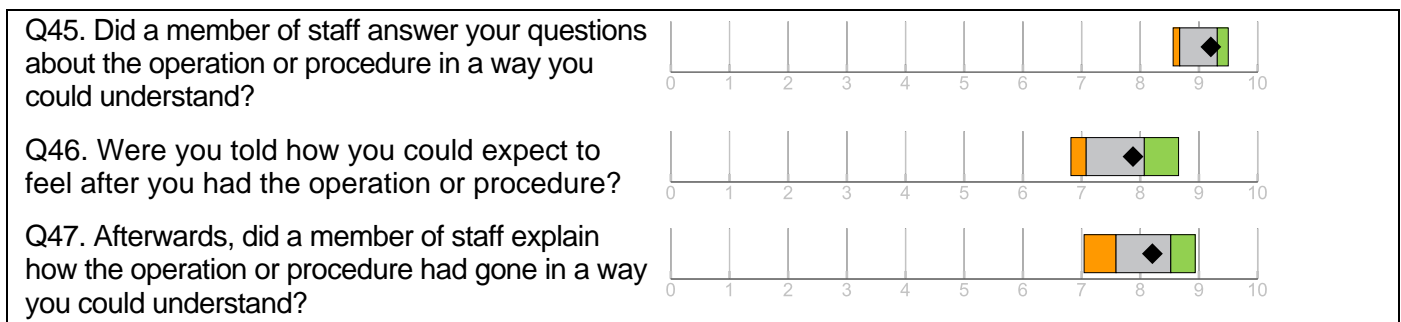 Q45. Did a member of staff answer your questions
about the operation or procedure in a way you
could understand?
0 1 2 3 4 5 6 7 8 9 10
Q46. Were you told how you could expect to
feel after you had the operation or procedure?
0 1 2 3 4 5 6 7 8 9 10
Q47. Afterwards, did a member of staff explain
how the operation or procedure had gone in a way
you could understand?
0 1 2 3 4 5 6 7 8 9 10